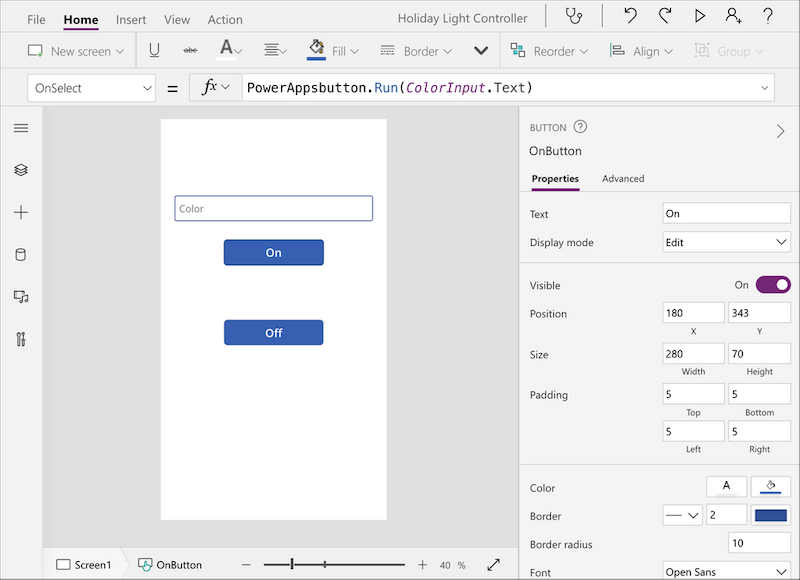 File Home Insert View Action Holiday Light Controller
New screen abc A Fill Border Reorder Align Group
OnSelect = fx PowerAppsbutton.Run(ColorInput.Text)
BUTTON
OnButton
Properties Advanced
Text On
Display mode Edit
Visible On
Position 180 343
X Y
Size 280 70
Width Height
Padding 5 5
Top Bottom
5 5
Left Right
Color A
Border 2
Border radius 10
Font Open Sans
Color
On
Off
Screen1 OnButton − + 40 %